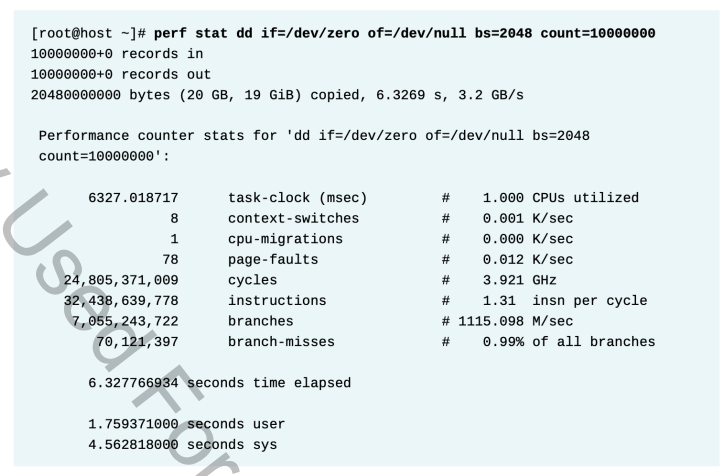 [root@host ~]# perf stat dd if=/dev/zero of=/dev/null bs=2048 count=10000000
10000000+0 records in
10000000+0 records out
20480000000 bytes (20 GB, 19 GiB) copied, 6.3269 s, 3.2 GB/s
Performance counter stats for 'dd if=/dev/zero of=/dev/null bs=2048
count=10000000':
6327.018717 task-clock (msec) # 1.000 CPUs utilized
8 context-switches # 0.001 K/sec
1 cpu-migrations # 0.000 K/sec
78 page-faults # 0.012 K/sec
24,805,371,009 cycles # 3.921 GHz
32,438,639,778 instructions # 1.31 insn per cycle
7,055,243,722 branches # 1115.098 M/sec
70,121,397 branch-misses # 0.99% of all branches
6.327766934 seconds time elapsed
1.759371000 seconds user
4.562818000 seconds sys
Used For